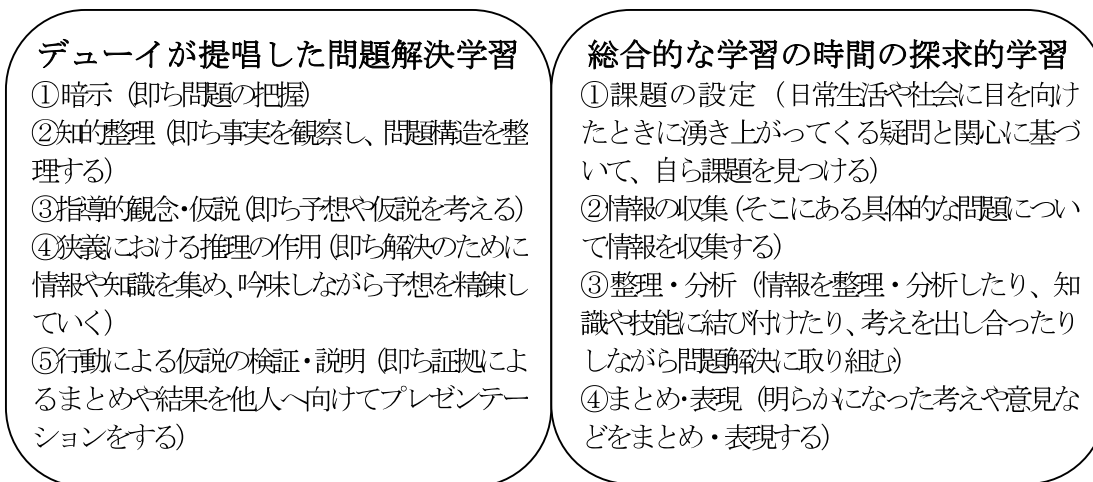 デューイが提唱した問題解決学習
①暗示（即ち問題の把握）
②知的整理（即ち事実を観察し、問題構造を整
理する）
③指導的観念・仮説（即ち予想や仮説を考える）
④狭義における推理の作用（即ち解決のために
情報や知識を集め、吟味しながら予想を精錬し
ていく）
⑤行動による仮説の検証・説明（即ち証拠によ
るまとめや結果を他人へ向けてプレゼンテー
ションをする）
総合的な学習の時間の探求的学習
①課題の設定（日常生活や社会に目を向け
たときに湧き上がってくる疑問と関心に基づ
いて、自ら課題を見つける）
②情報の収集（そこにある具体的な問題につい
て情報を収集する）
③整理・分析（情報を整理・分析したり、知
識や技能に結び付けたり、考えを出し合ったり
しながら問題解決に取り組む）
④まとめ・表現（明らかになった考えや意見な
どをまとめ・表現する）